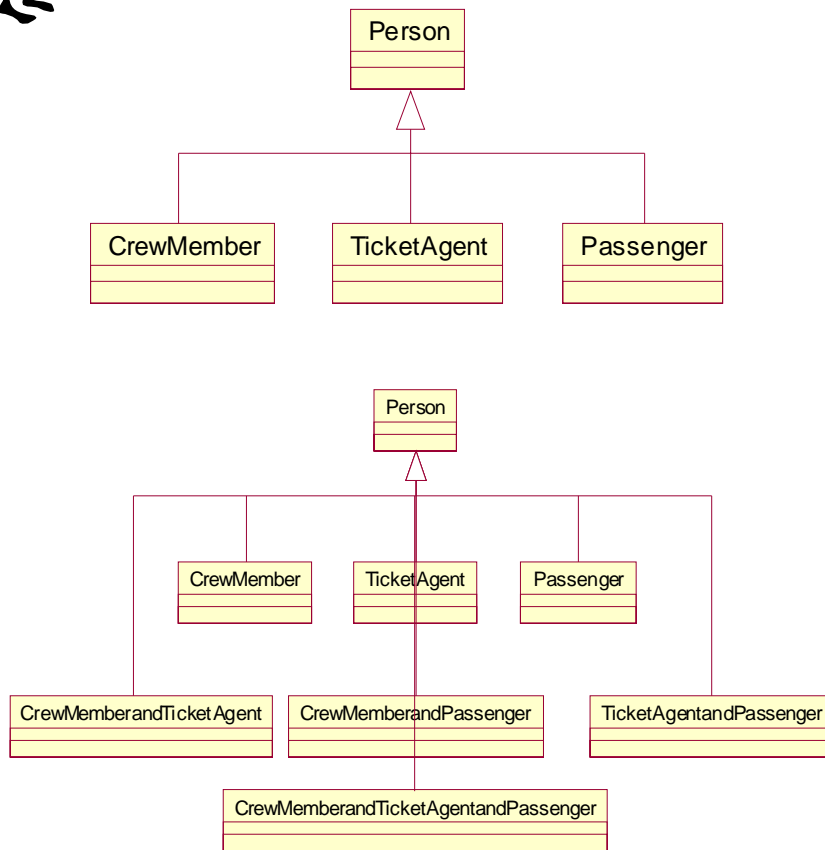 Person
CrewMember TicketAgent Passenger
Person
CrewMember TicketAgent Passenger
CrewMemberandTicketAgent CrewMemberandPassenger TicketAgentandPassenger
CrewMemberandTicketAgentandPassenger